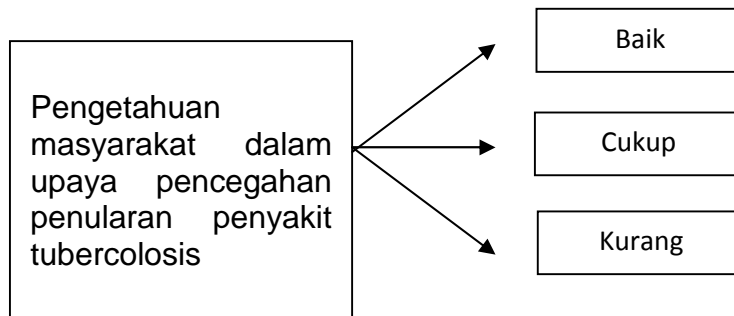 Baik
Pengetahuan
masyarakat dalam
upaya pencegahan
penularan penyakit
tubercolosis
Cukup
Kurang